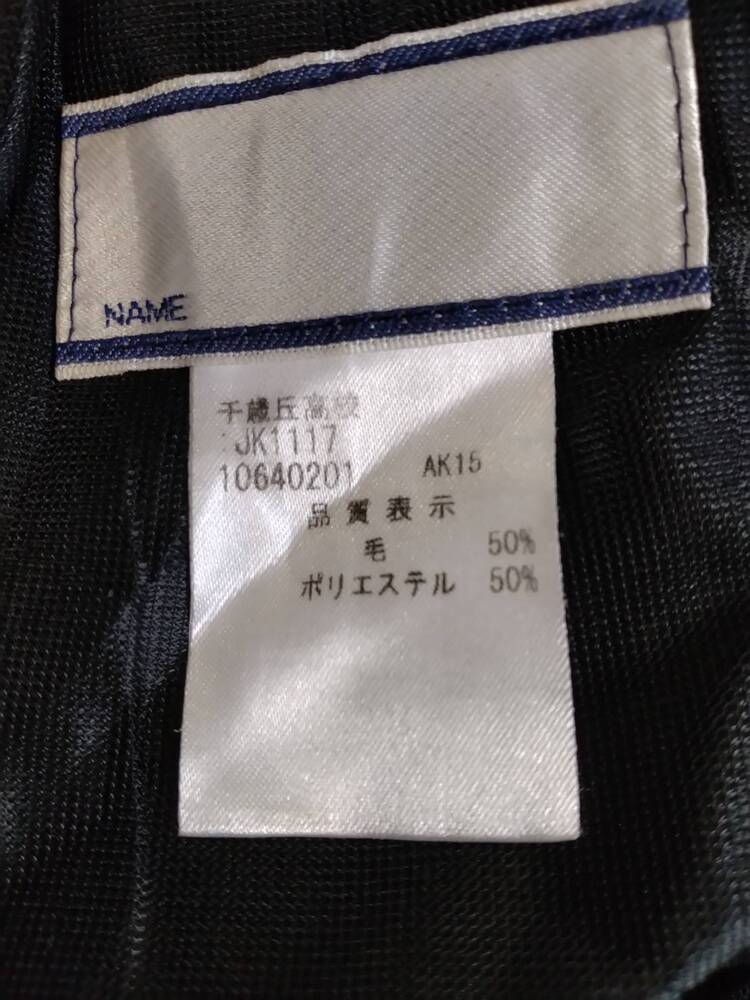 NAME
千歳丘高校
:JK1117
10640201 AK15
品質表示
毛 50%
ポリエステル 50%